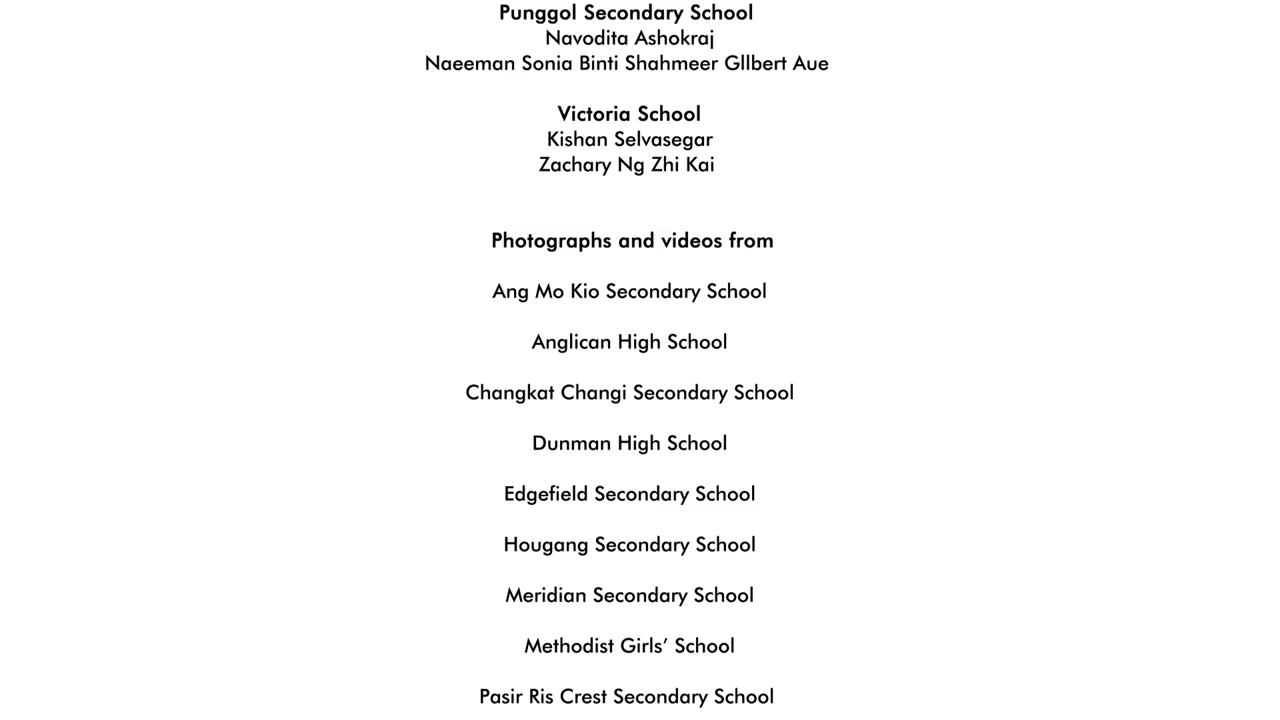 Punggol Secondary School
Navodita Ashokraj
Naeeman Sonia Binti Shahmeer Gllbert Aue
Victoria School
Kishan Selvasegar
Zachary Ng Zhi Kai
Photographs and videos from
Ang Mo Kio Secondary School
Anglican High School
Changkat Changi Secondary School
Dunman High School
Edgefield Secondary School
Hougang Secondary School
Meridian Secondary School
Methodist Girls’ School
Pasir Ris Crest Secondary School